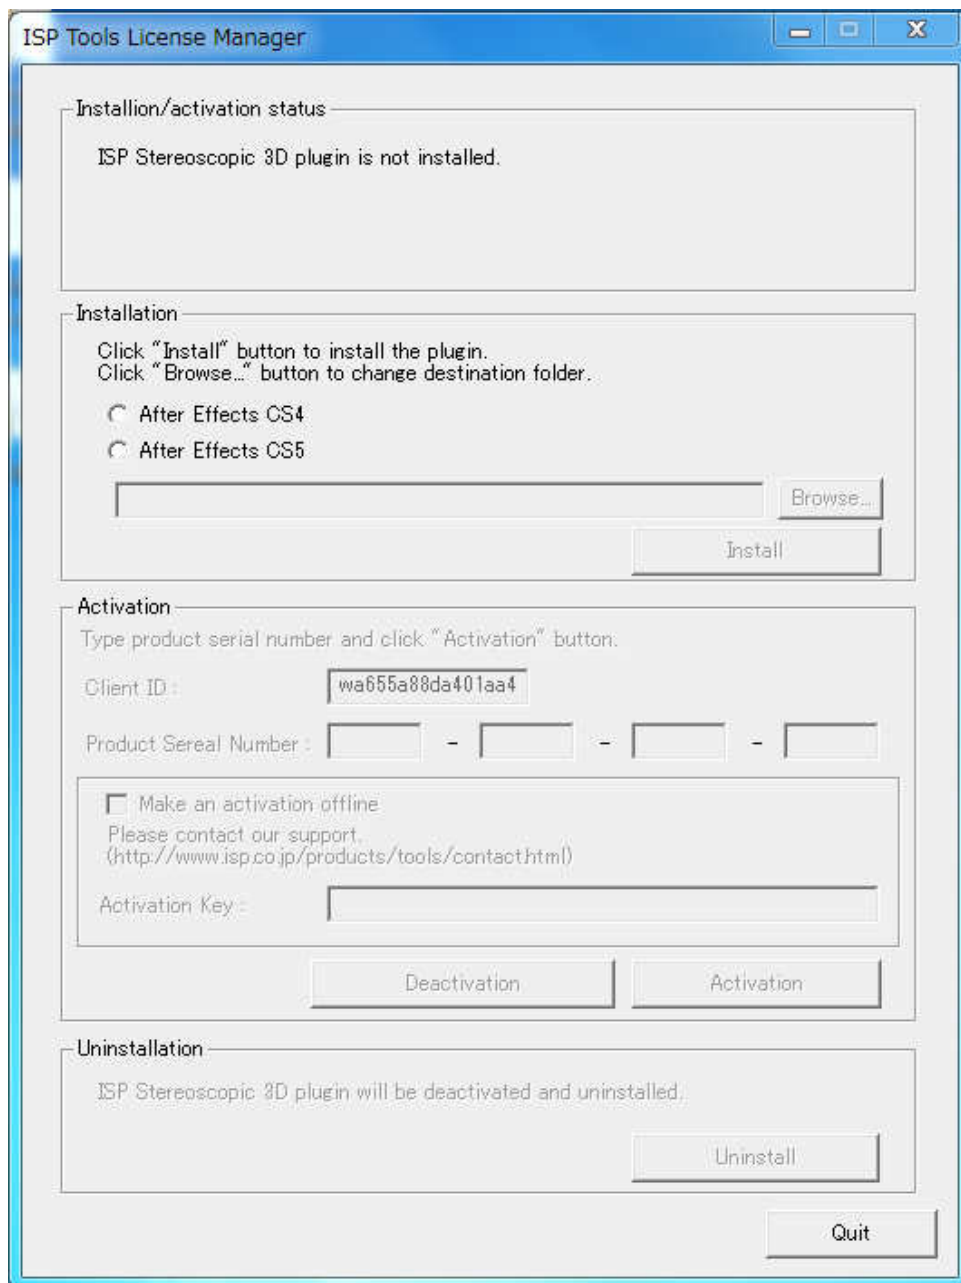 ISP Tools License Manager
Installion/activation status
ISP Stereoscopic 3D plugin is not installed.
Installation
Click "Install" button to install the plugin.
Click "Browse..." button to change destination folder.
After Effects CS4
After Effects CS5
Browse...
Install
Activation
Type product serial number and click "Activation" button.
Client ID : wa655a88da401aa4
Product Sereal Number : - - -
Make an activation offline
Please contact our support.
(http://www.isp.co.jp/products/tools/contact.html)
Activation Key :
Deactivation Activation
Uninstallation
ISP Stereoscopic 3D plugin will be deactivated and uninstalled.
Uninstall
Quit